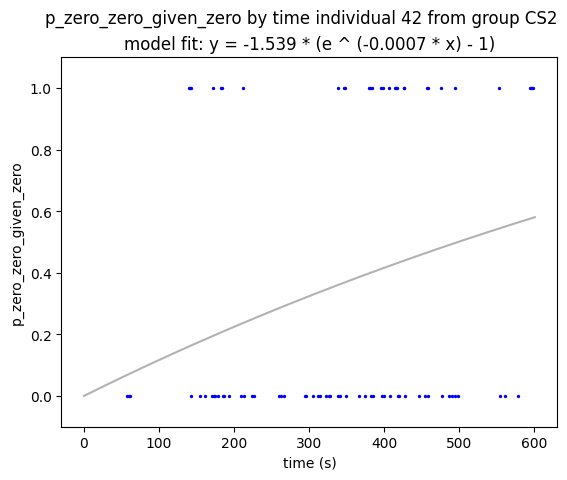 p_zero_zero_given_zero by time individual 42 from group CS2
model fit: y = -1.539 * (e ^ (-0.0007 * x) - 1)
1.0
0.8
0.6
0.4
0.2
0.0
p_zero_zero_given_zero
0 100 200 300 400 500 600
time (s)